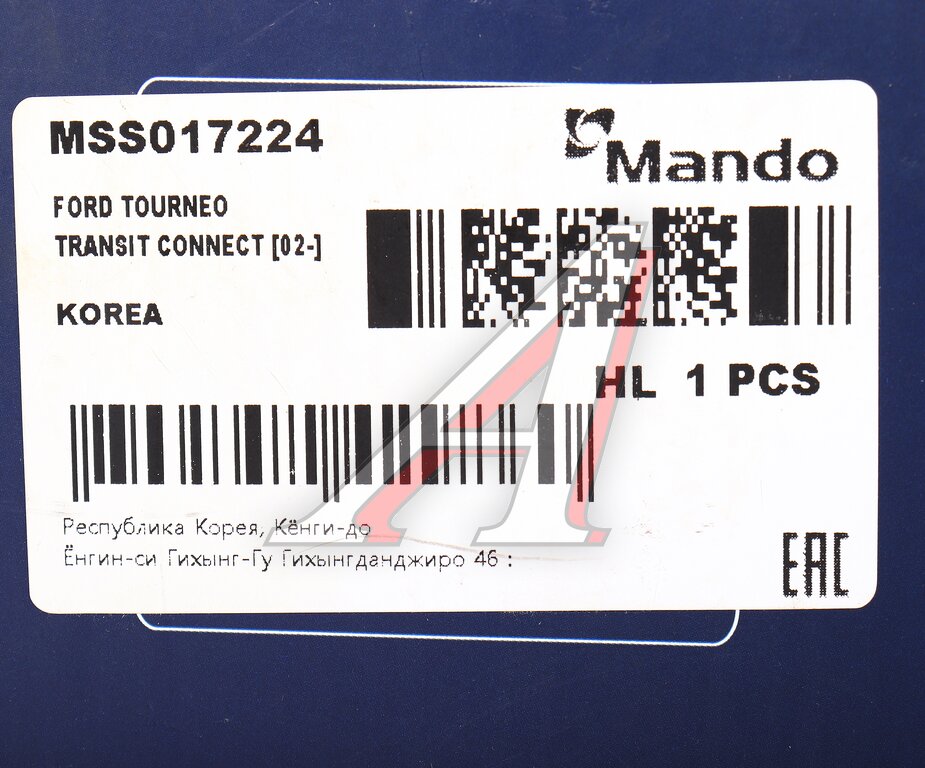 MSS017224
Mando
FORD TOURNEO
TRANSIT CONNECT [02-]
KOREA
HL 1 PCS
Республика Корея, Кёнги-до
Ёнгин-си Гихынг-Гу Гихынгданджиро 46 :
EAC